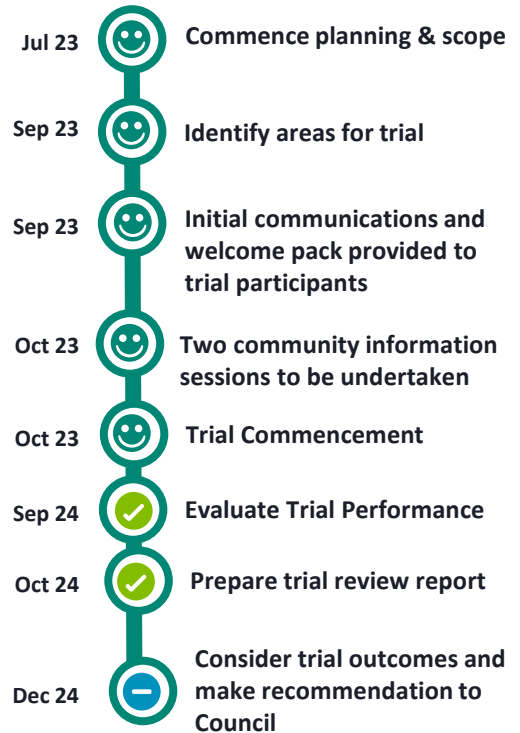 Jul 23
Commence planning & scope
Sep 23
Identify areas for trial
Sep 23
Initial communications and
welcome pack provided to
trial participants
Oct 23
Two community information
sessions to be undertaken
Oct 23
Trial Commencement
Sep 24
Evaluate Trial Performance
Oct 24
Prepare trial review report
Dec 24
Consider trial outcomes and
make recommendation to
Council